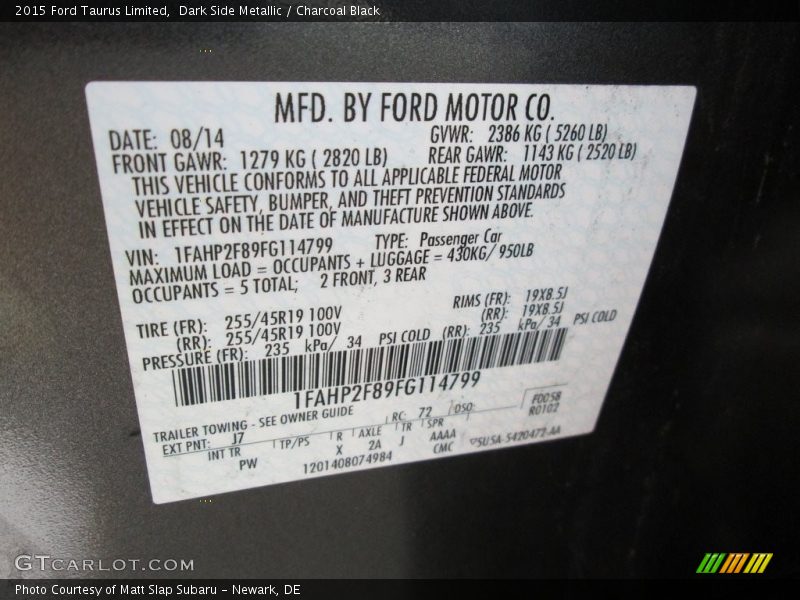 2015 Ford Taurus Limited,  Dark Side Metallic / Charcoal Black
MFD. BY FORD MOTOR CO.
DATE: 08/14 GVWR: 2386 KG ( 5260 LB)
FRONT GAWR: 1279 KG ( 2820 LB) REAR GAWR: 1143 KG ( 2520 LB)
THIS VEHICLE CONFORMS TO ALL APPLICABLE FEDERAL MOTOR
VEHICLE SAFETY, BUMPER, AND THEFT PREVENTION STANDARDS
IN EFFECT ON THE DATE OF MANUFACTURE SHOWN ABOVE.
VIN: 1FAHP2F89FG114799 TYPE: Passenger Car
MAXIMUM LOAD = OCCUPANTS + LUGGAGE = 430KG/ 950LB
OCCUPANTS = 5 TOTAL; 2 FRONT, 3 REAR
TIRE (FR): 255/45R19 100V RIMS (FR): 19X8.5J
(RR): 255/45R19 100V (RR): 19X8.5J
PRESSURE (FR): 235 kPa/ 34 PSI COLD (RR): 235 kPa/ 34 PSI COLD
1FAHP2F89FG114799
TRAILER TOWING - SEE OWNER GUIDE
EXT PNT: J7 RC: 72 DSO: F0058
R0102
INT TR TP/PS R AXLE TR SPR
PW X 2A J AAAA
CMC
1201408074984
5U5A-5420472-AA
GTCARLOT.COM
Photo Courtesy of Matt Slap Subaru - Newark, DE